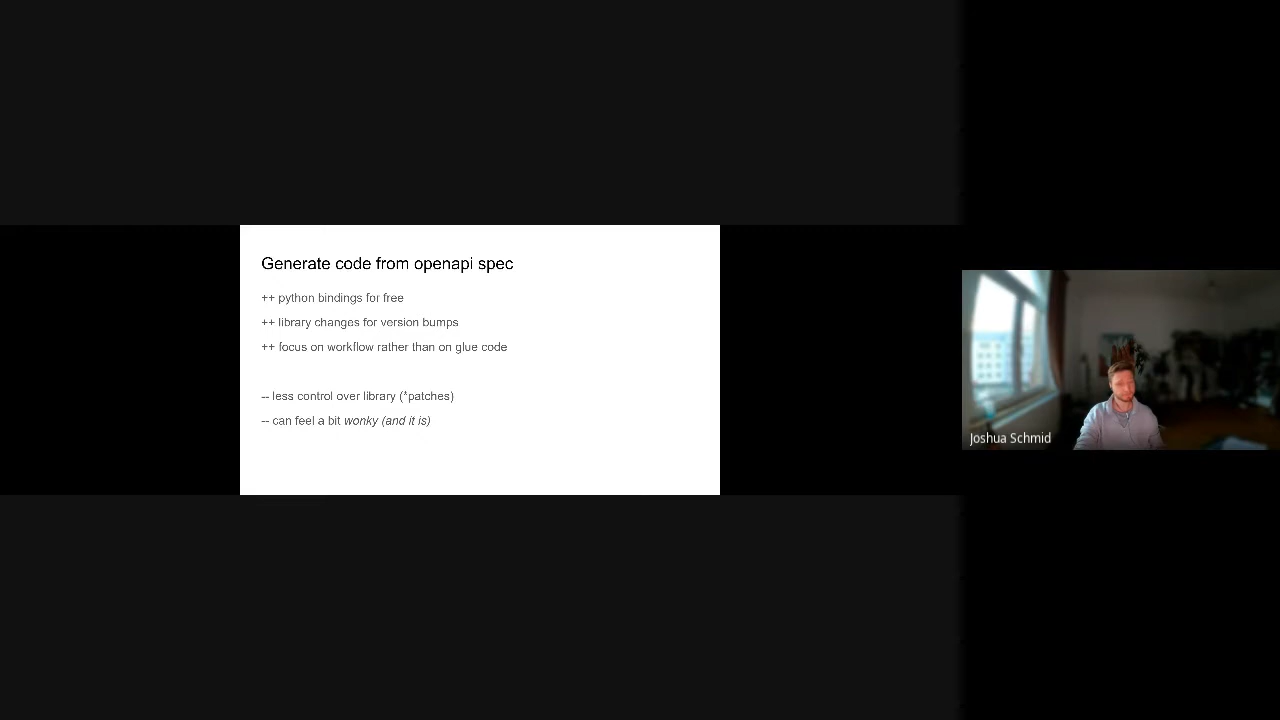 Generate code from openapi spec
++ python bindings for free
++ library changes for version bumps
++ focus on workflow rather than on glue code
-- less control over library (*patches)
-- can feel a bit wonky (and it is)
Joshua Schmid